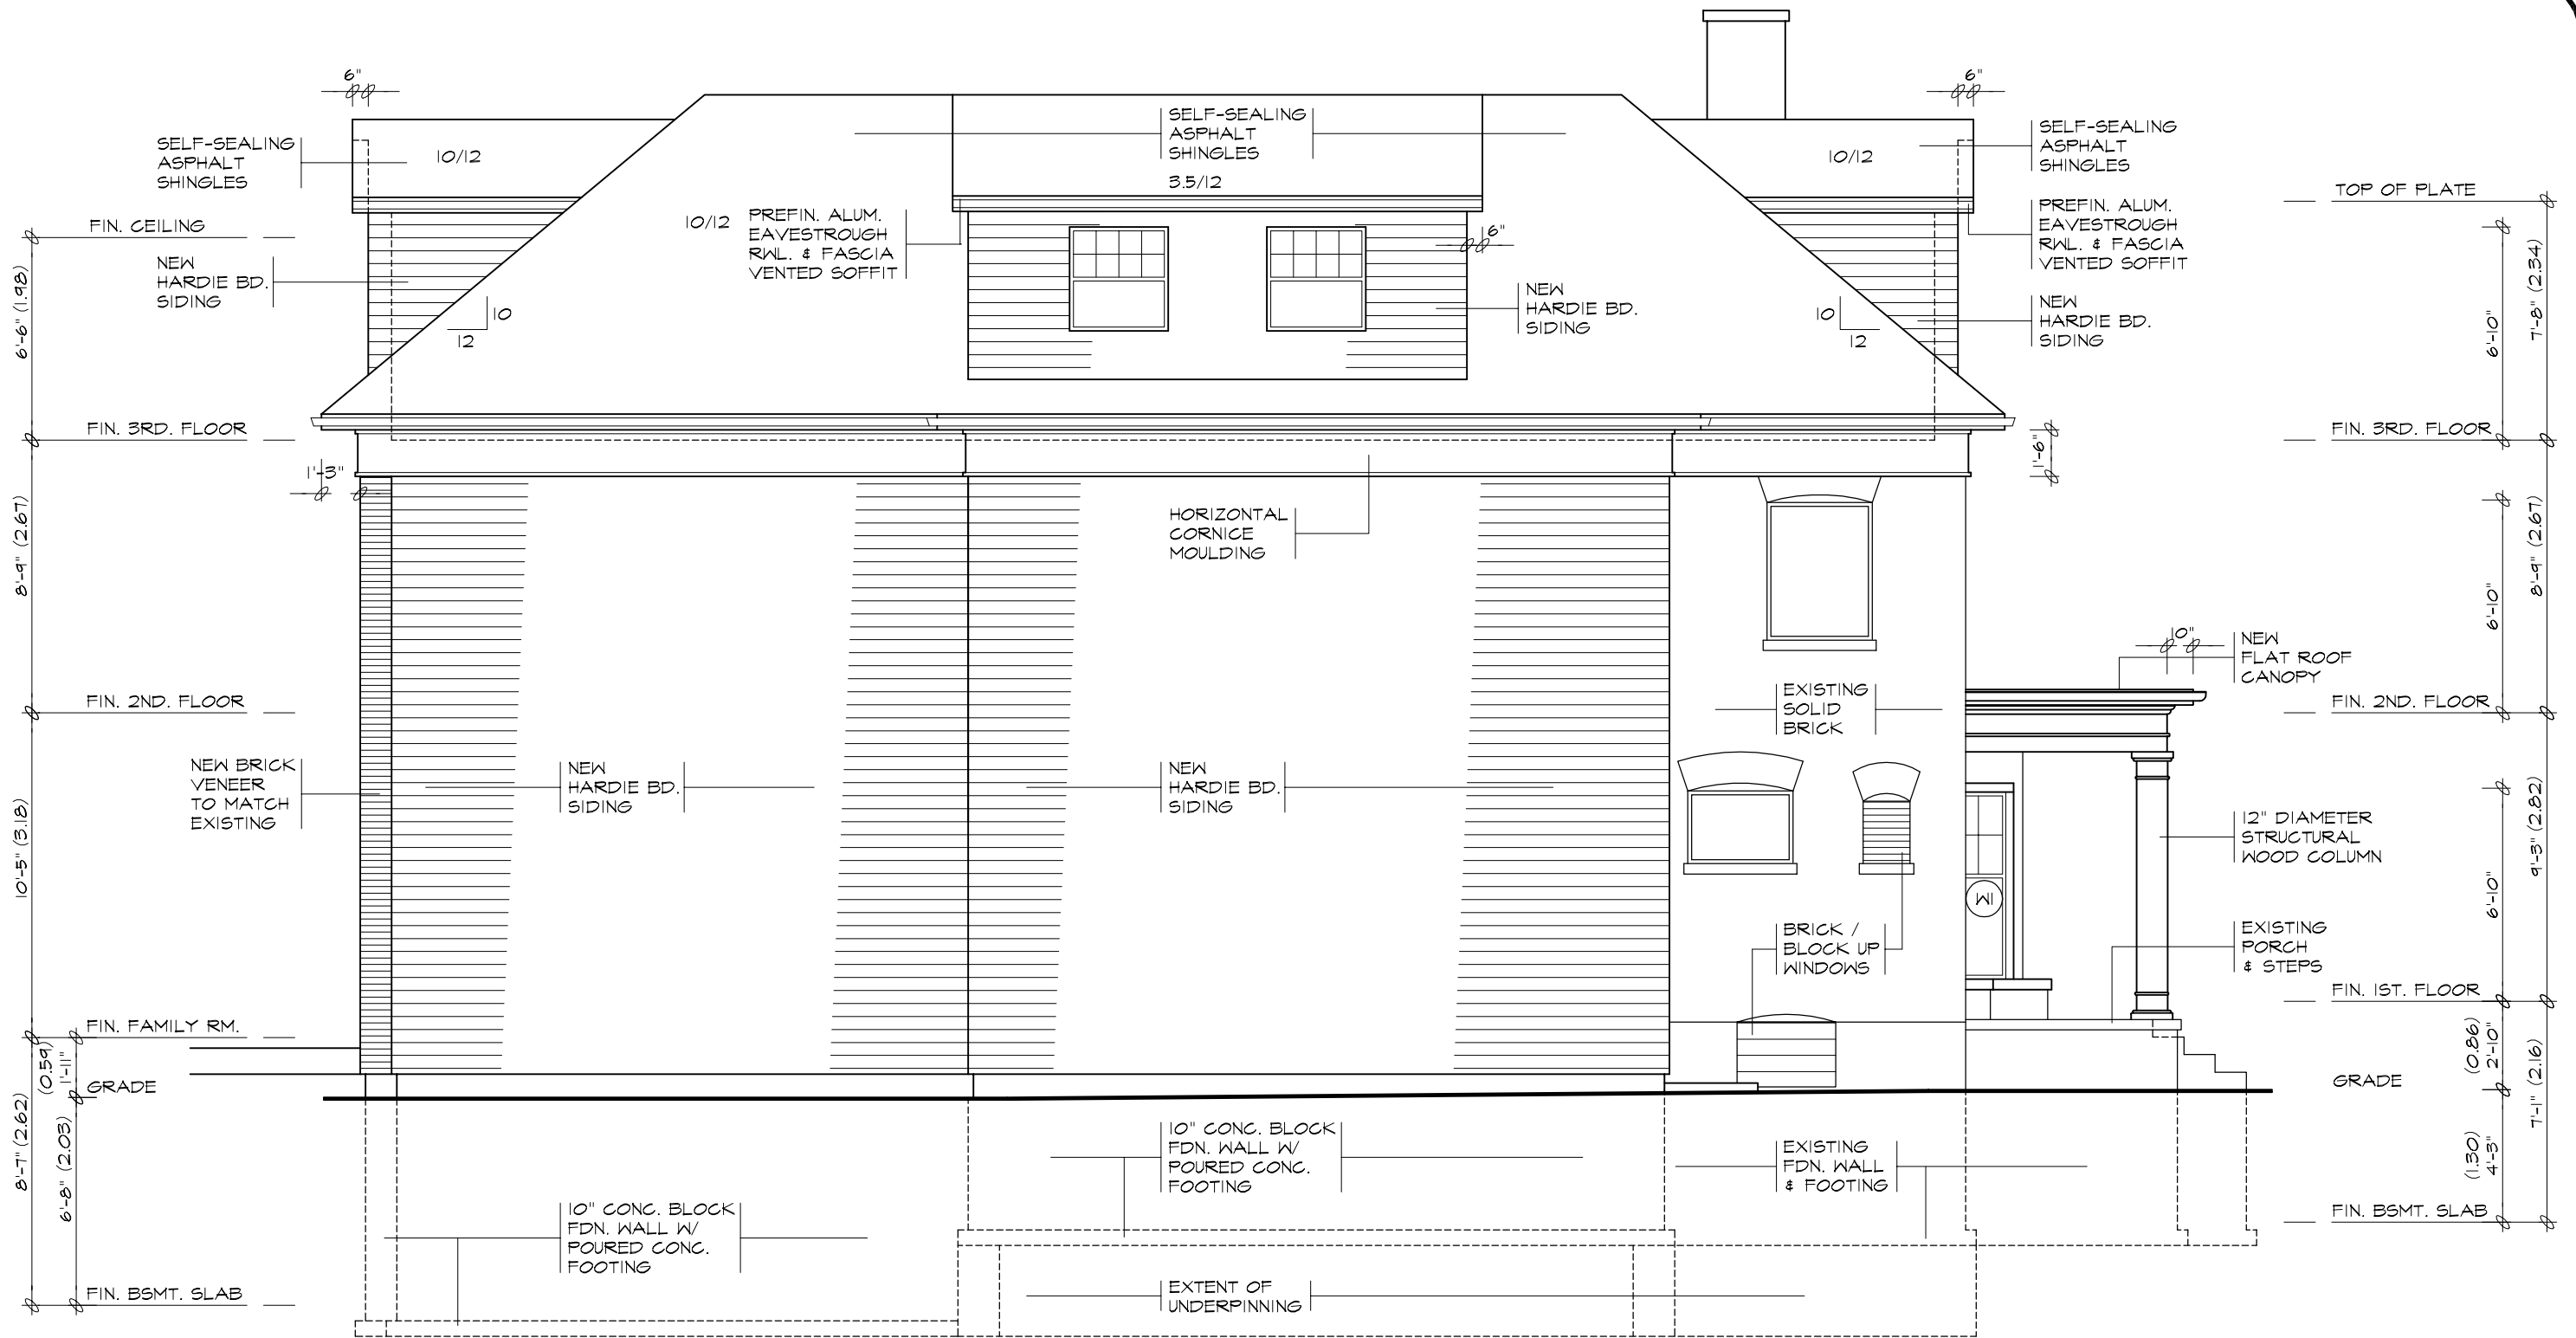 6"
SELF-SEALING
ASPHALT
SHINGLES
10/12
FIN. CEILING
NEW
HARDIE BD.
SIDING
10
12
10/12
PREFIN. ALUM.
EAVESTROUGH
RWL. & FASCIA
VENTED SOFFIT
SELF-SEALING
ASPHALT
SHINGLES
3.5/12
6"
NEW
HARDIE BD.
SIDING
6"
10/12
SELF-SEALING
ASPHALT
SHINGLES
PREFIN. ALUM.
EAVESTROUGH
RWL. & FASCIA
VENTED SOFFIT
NEW
HARDIE BD.
SIDING
10
12
TOP OF PLATE
6'-6" (1.98)
6'-10"
7'-8" (2.34)
FIN. 3RD. FLOOR
1'-3"
FIN. 3RD. FLOOR
1'-6"
8'-9" (2.67)
HORIZONTAL
CORNICE
MOULDING
6'-10"
8'-9" (2.67)
10"
NEW
FLAT ROOF
CANOPY
FIN. 2ND. FLOOR
EXISTING
SOLID
BRICK
FIN. 2ND. FLOOR
NEW BRICK
VENEER
TO MATCH
EXISTING
NEW
HARDIE BD.
SIDING
NEW
HARDIE BD.
SIDING
12" DIAMETER
STRUCTURAL
WOOD COLUMN
10'-5" (3.18)
W1
6'-10"
9'-3" (2.82)
BRICK /
BLOCK UP
WINDOWS
EXISTING
PORCH
& STEPS
FIN. 1ST. FLOOR
FIN. FAMILY RM.
(0.59)
1'-11"
GRADE
(0.86)
2'-10"
GRADE
8'-7" (2.62)
6'-8" (2.03)
7'-1" (2.16)
(1.30)
4'-3"
10" CONC. BLOCK
FDN. WALL W/
POURED CONC.
FOOTING
EXISTING
FDN. WALL
& FOOTING
10" CONC. BLOCK
FDN. WALL W/
POURED CONC.
FOOTING
FIN. BSMT. SLAB
FIN. BSMT. SLAB
EXTENT OF
UNDERPINNING